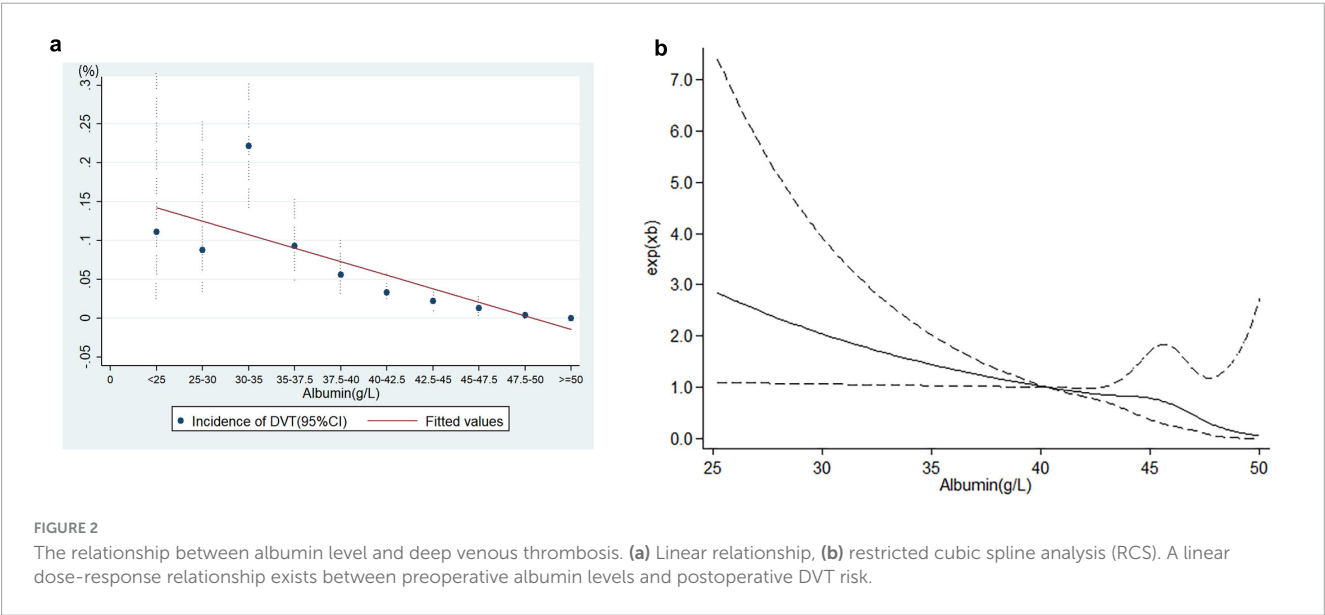 a
(%)
.3
.25
.2
.15
.1
.05
0
-.05
0 <25 25-30 30-35 35-37.5 37.5-40 40-42.5 42.5-45 45-47.5 47.5-50 >=50
Albumin(g/L)
Incidence of DVT(95%CI) Fitted values
b
7.0
6.0
5.0
4.0
3.0
2.0
1.0
0.0
exp(xb)
25 30 35 40 45 50
Albumin(g/L)
FIGURE 2
The relationship between albumin level and deep venous thrombosis. (a) Linear relationship, (b) restricted cubic spline analysis (RCS). A linear
dose-response relationship exists between preoperative albumin levels and postoperative DVT risk.